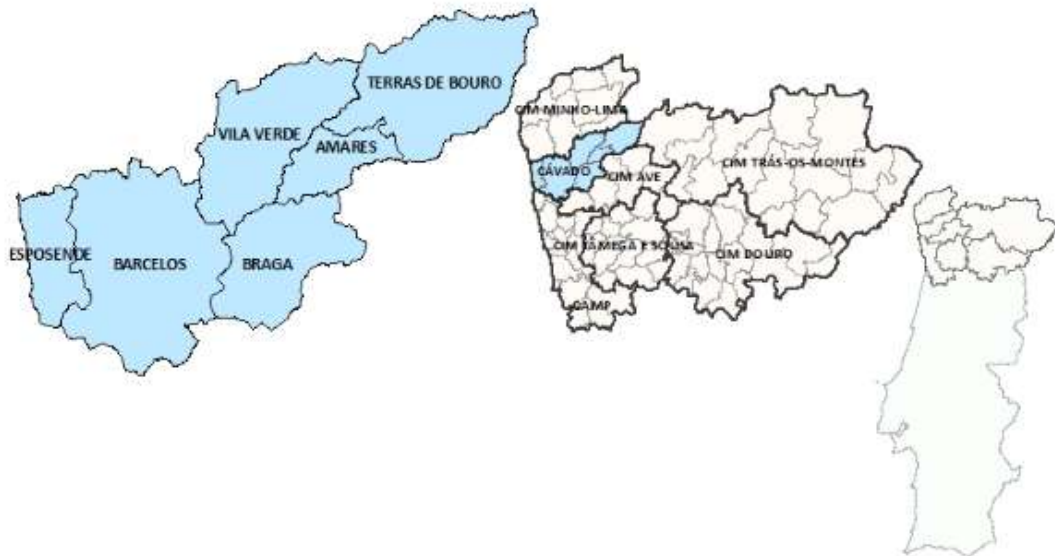 TERRAS DE BOURO
VILA VERDE
AMARES
ESPOSENDE
BARCELOS
BRAGA
CIM-MINHO-LIMA
CÁVADO
CIM AVE
CIM TRÁS-OS-MONTES
CIM TÂMEGA E SOUSA
CIM DOURO
CAMP